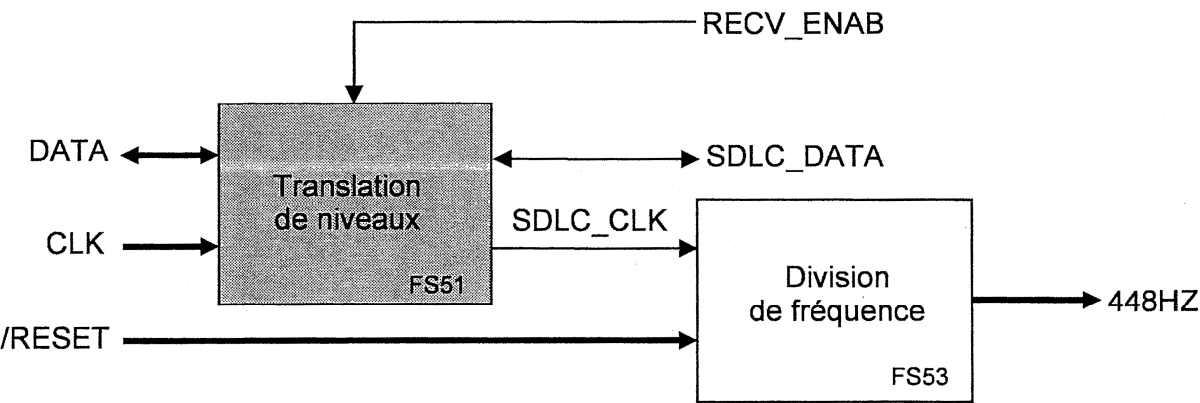 RECV_ENAB
DATA
SDLC_DATA
Translation
de niveaux
CLK
SDLC_CLK
FS51
Division
de fréquence
448HZ
/RESET
FS53